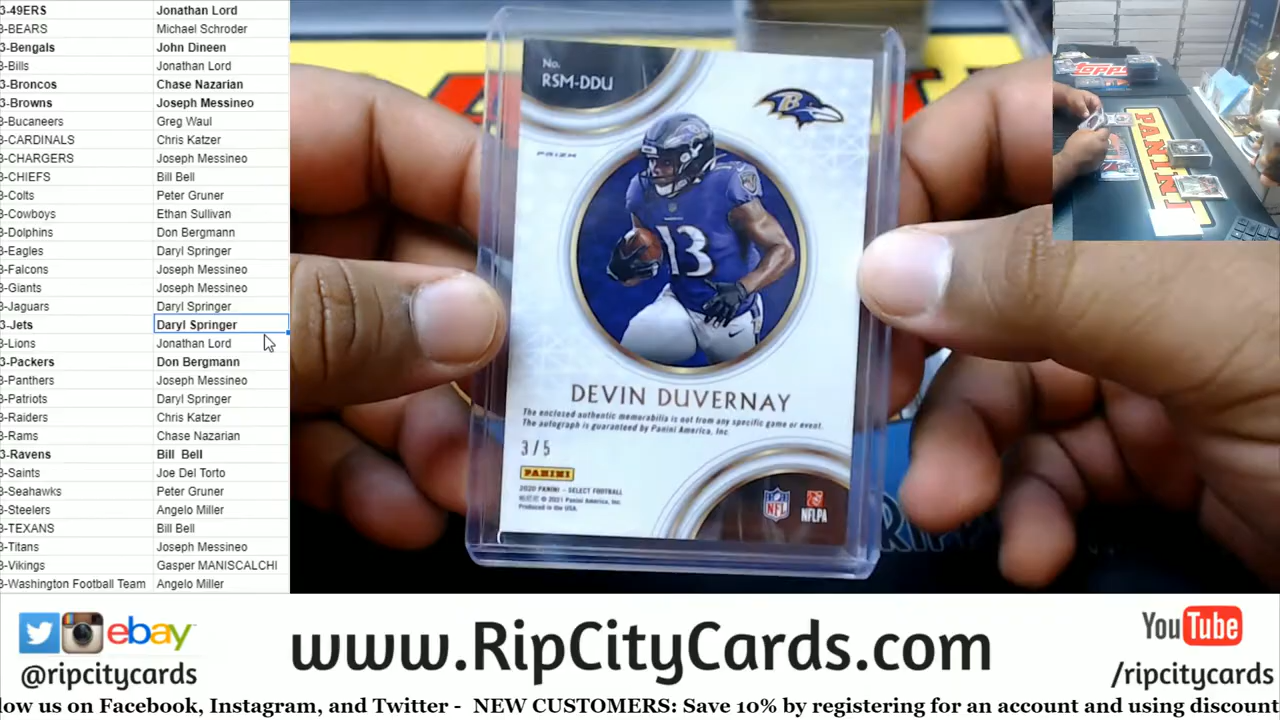 3-49ERS Jonathan Lord
3-BEARS Michael Schroder
3-Bengals John Dineen
3-Bills Jonathan Lord
3-Broncos Chase Nazarian
3-Browns Joseph Messineo
3-Bucaneers Greg Waul
3-CARDINALS Chris Katzer
3-CHARGERS Joseph Messineo
3-CHIEFS Bill Bell
3-Colts Peter Gruner
3-Cowboys Ethan Sullivan
3-Dolphins Don Bergmann
3-Eagles Daryl Springer
3-Falcons Joseph Messineo
3-Giants Joseph Messineo
3-Jaguars Daryl Springer
3-Jets Daryl Springer
3-Lions Jonathan Lord
3-Packers Don Bergmann
3-Panthers Joseph Messineo
3-Patriots Daryl Springer
3-Raiders Chris Katzer
3-Rams Chase Nazarian
3-Ravens Bill Bell
3-Saints Joe Del Torto
3-Seahawks Peter Gruner
3-Steelers Angelo Miller
3-TEXANS Bill Bell
3-Titans Joseph Messineo
3-Vikings Gasper MANISCALCHI
3-Washington Football Team Angelo Miller
No.
RSM-DDU
B
PRIZM
13
DEVIN DUVERNAY
The enclosed authentic memorabilia is not from any specific game or event.
The autograph is guaranteed by Panini America, Inc.
3/5
PANINI
2020 PANINI - SELECT FOOTBALL
© 2021 Panini America, Inc.
Produced in the USA.
NFL
NFLPA
topps
PANINI
ebay
@ripcitycards
www.RipCityCards.com
YouTube
/ripcitycards
low us on Facebook, Instagram, and Twitter - NEW CUSTOMERS: Save 10% by registering for an account and using discount